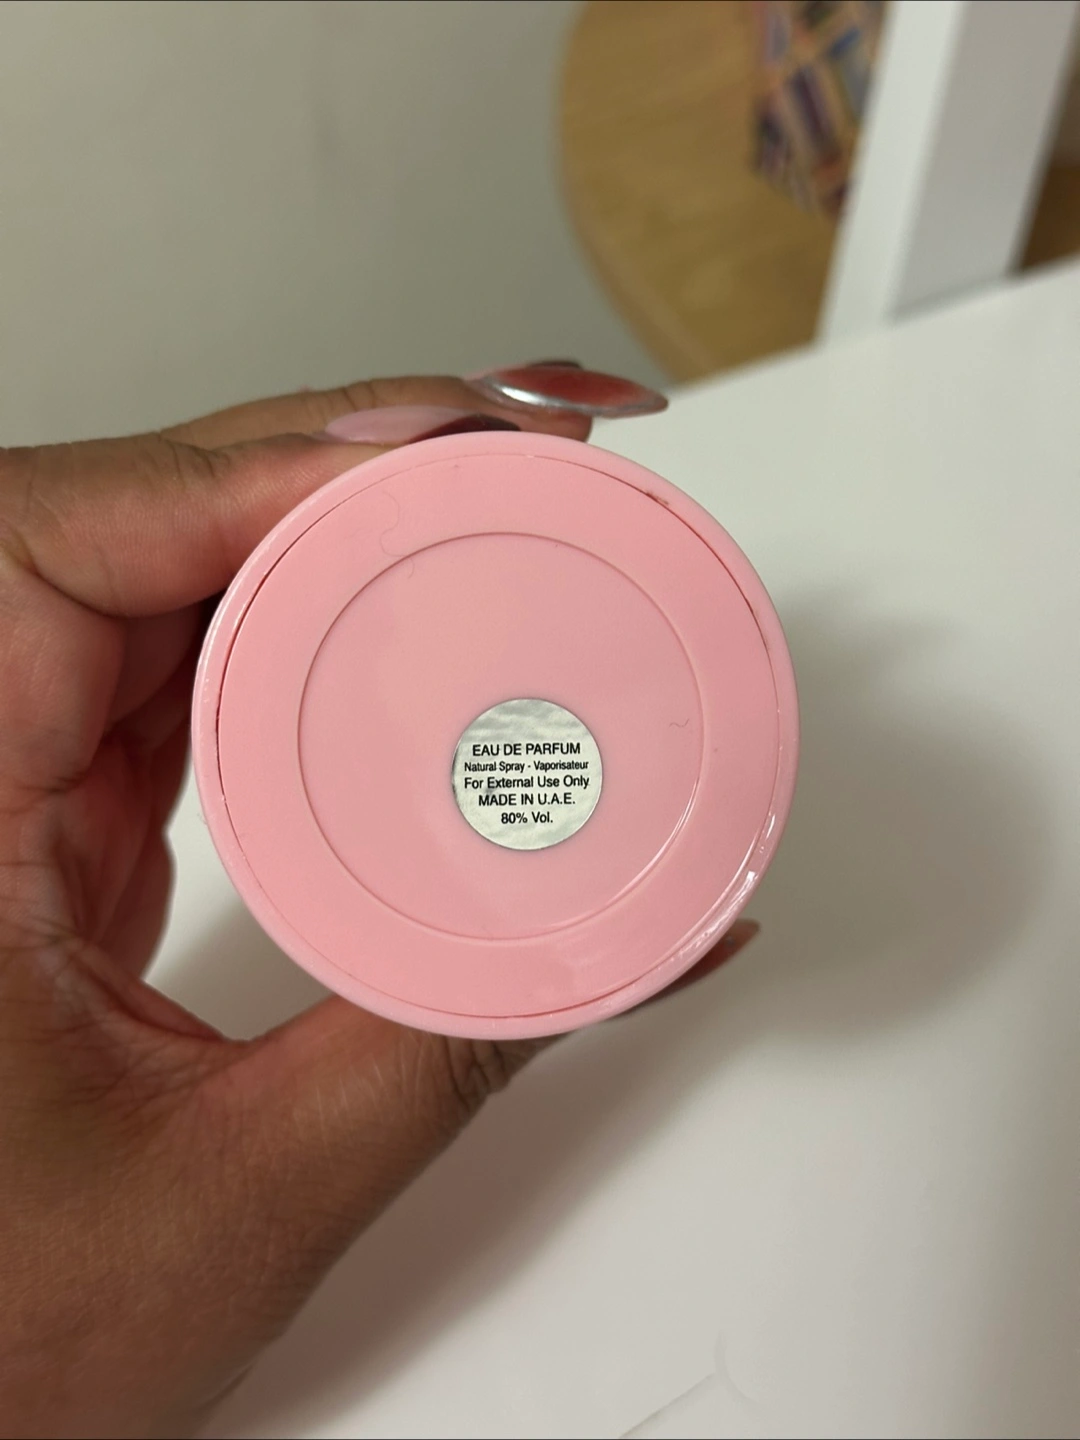 EAU DE PARFUM
Natural Spray - Vaporisateur
For External Use Only
MADE IN U.A.E.
80% Vol.